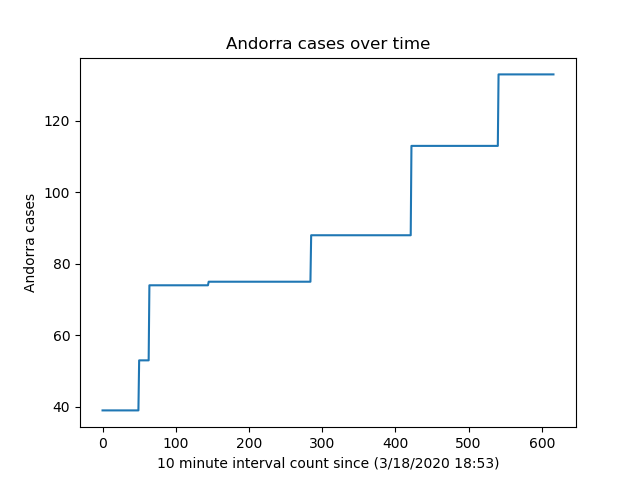 Andorra cases over time
120
100
80
60
40
Andorra cases
0 100 200 300 400 500 600
10 minute interval count since (3/18/2020 18:53)